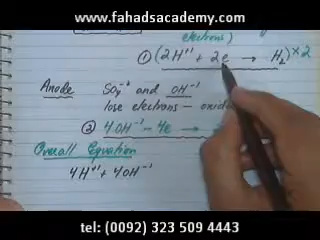 www.fahadsacademy.com
electrons)
① (2H⁺¹ + 2e → H₂) × 2
Anode SO₄⁻² and OH⁻¹
lose electrons – oxid
② 4OH⁻¹ – 4e →
Overall Equation
4H⁺¹ + 4OH⁻¹
tel: (0092) 323 509 4443